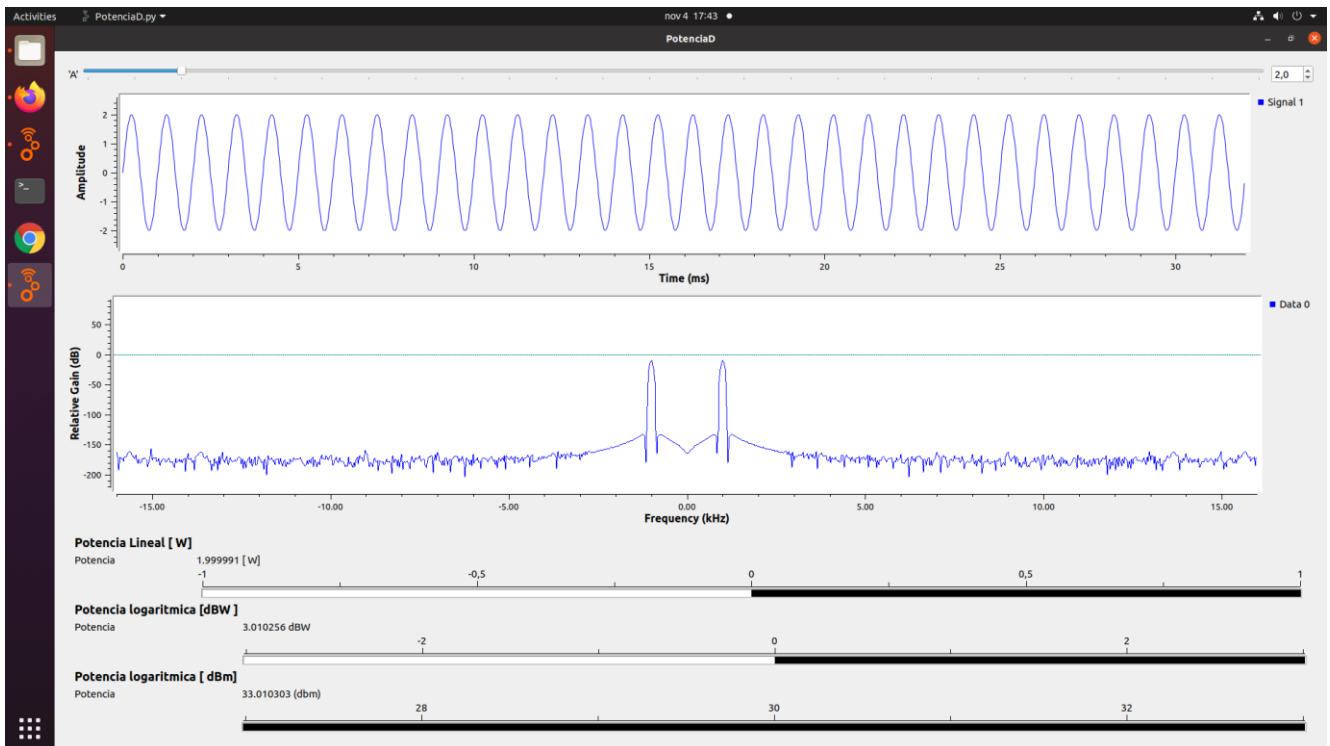 Activities PotenciaD.py nov 4 17:43
PotenciaD
'A' 2,0
Signal 1
Amplitude
2
1
0
-1
-2
0 5 10 15 20 25 30
Time (ms)
Data 0
Relative Gain (dB)
50
0
-50
-100
-150
-200
-15.00 -10.00 -5.00 0.00 5.00 10.00 15.00
Frequency (kHz)
Potencia Lineal [ W]
Potencia 1.999991 [ W]
-1 -0,5 0 0,5 1
Potencia logaritmica [dBW ]
Potencia 3.010256 dBW
-2 0 2
Potencia logaritmica [ dBm]
Potencia 33.010303 (dbm)
28 30 32